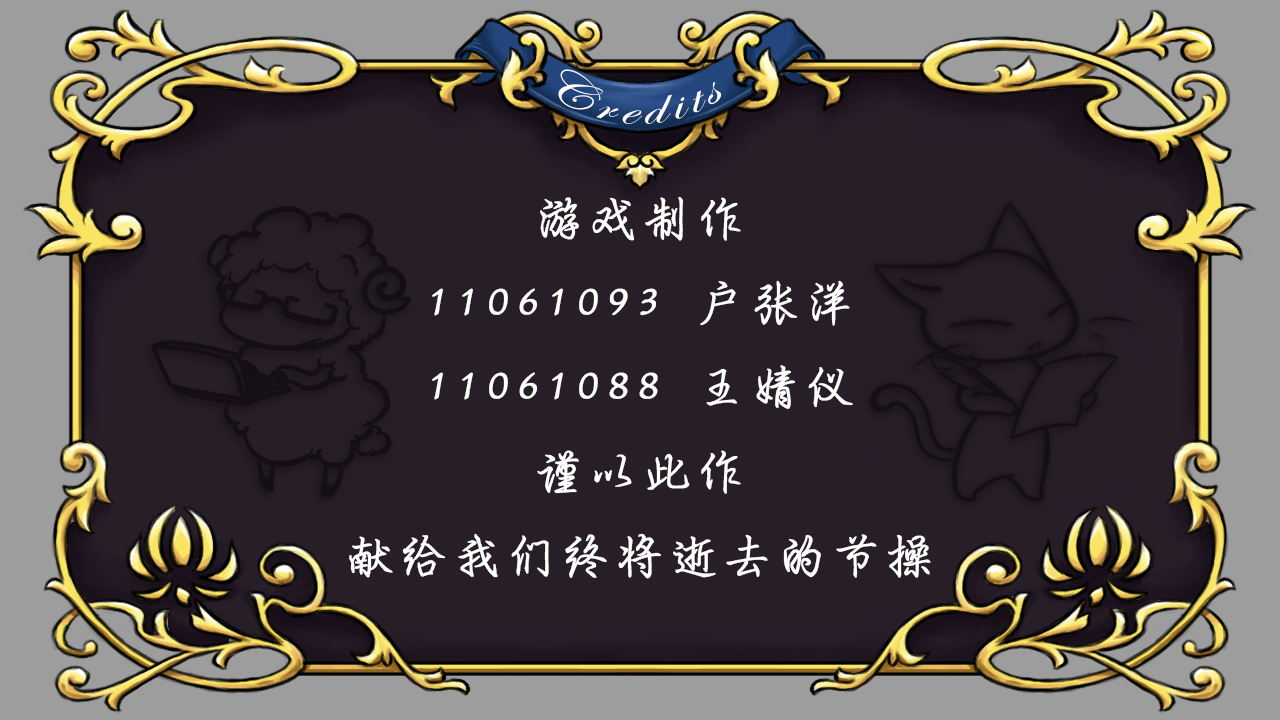 Credits
游戏制作
11061093 户张洋
11061088 王婧仪
谨以此作
献给我们终将逝去的节操